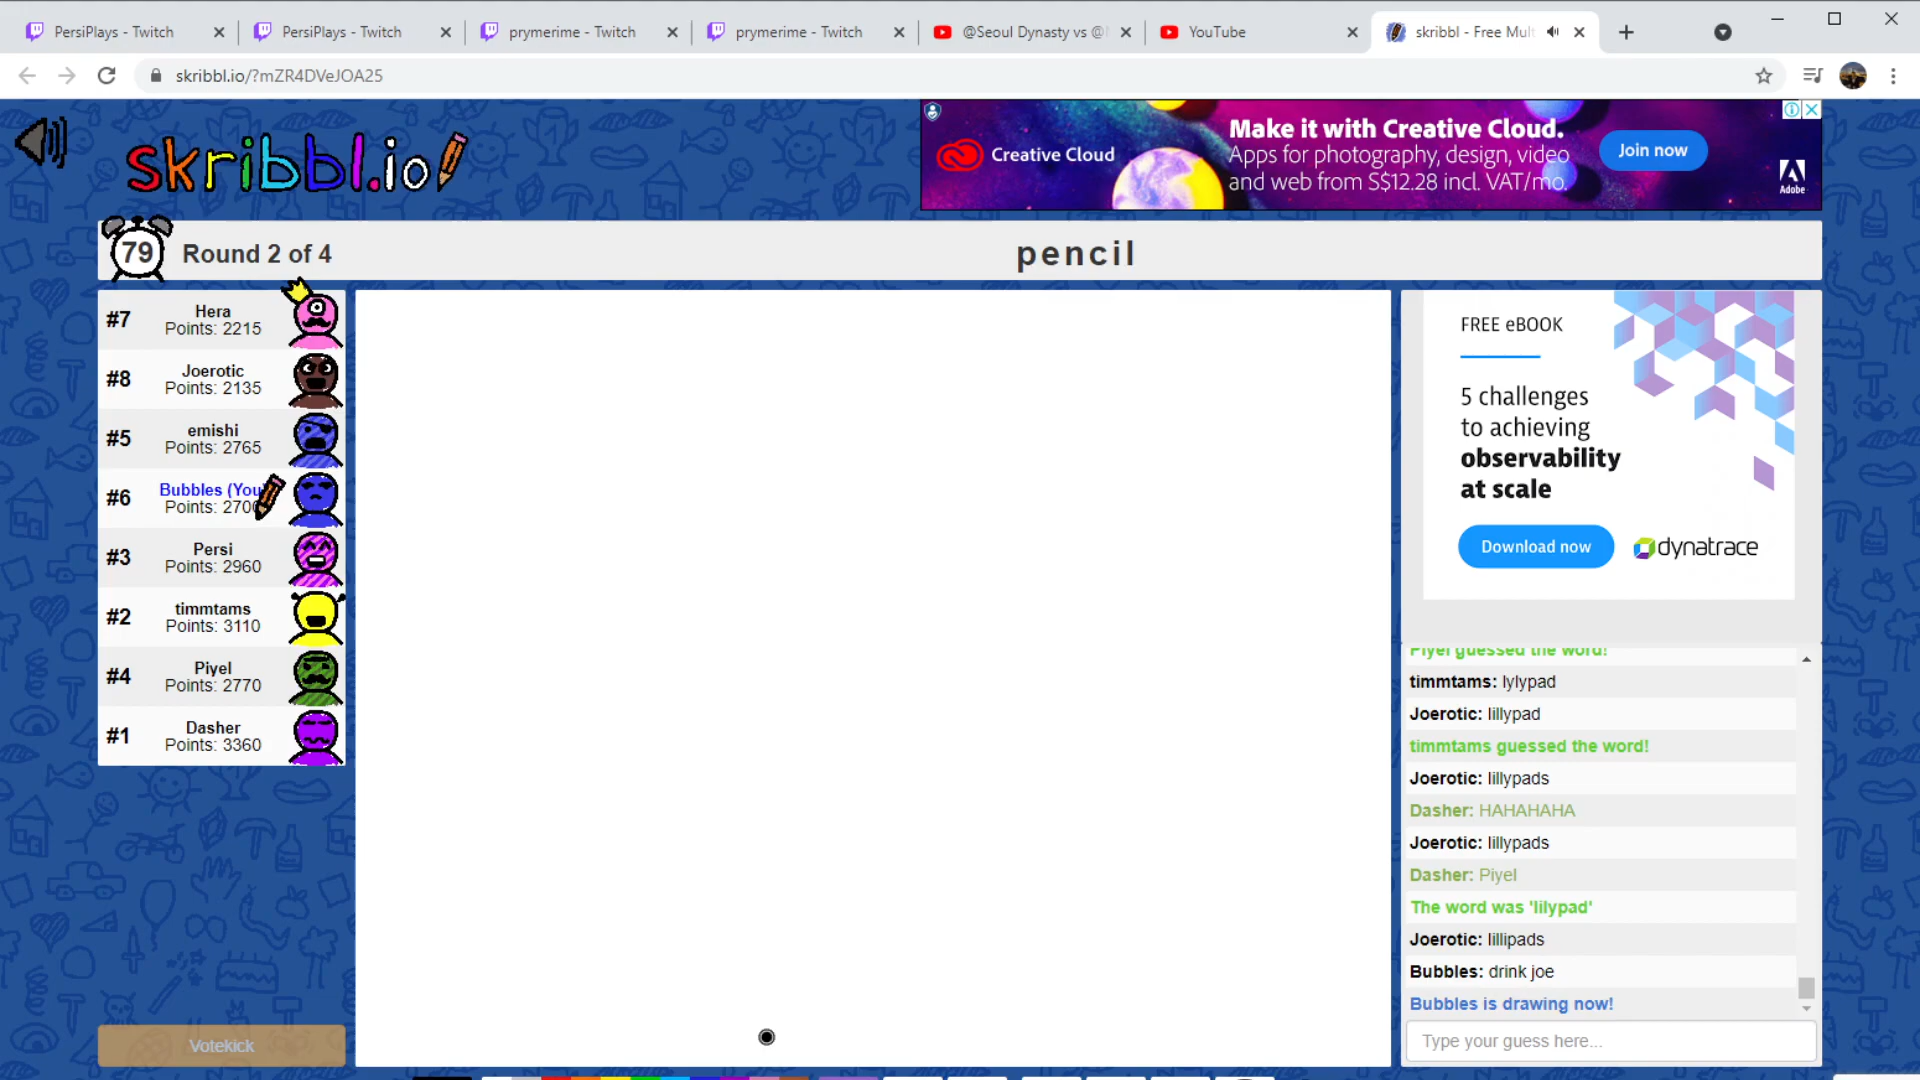 PersiPlays - Twitch
PersiPlays - Twitch
prymerime - Twitch
prymerime - Twitch
@Seoul Dynasty vs @
YouTube
skribbl - Free Mult
skribbl.io/?mZR4DVeJOA25
skribbl.io
Creative Cloud
Make it with Creative Cloud.
Apps for photography, design, video
and web from S$12.28 incl. VAT/mo.
Join now
Adobe
79
Round 2 of 4
pencil
#7 Hera
Points: 2215
#8 Joerotic
Points: 2135
#5 emishi
Points: 2765
#6 Bubbles (You
Points: 2700
#3 Persi
Points: 2960
#2 timmtams
Points: 3110
#4 Piyel
Points: 2770
#1 Dasher
Points: 3360
Votekick
FREE eBOOK
5 challenges
to achieving
observability
at scale
Download now
dynatrace
Piyel guessed the word!
timmtams: lylypad
Joerotic: lillypad
timmtams guessed the word!
Joerotic: lillypads
Dasher: HAHAHAHA
Joerotic: lillypads
Dasher: Piyel
The word was 'lilypad'
Joerotic: lillipads
Bubbles: drink joe
Bubbles is drawing now!
Type your guess here...